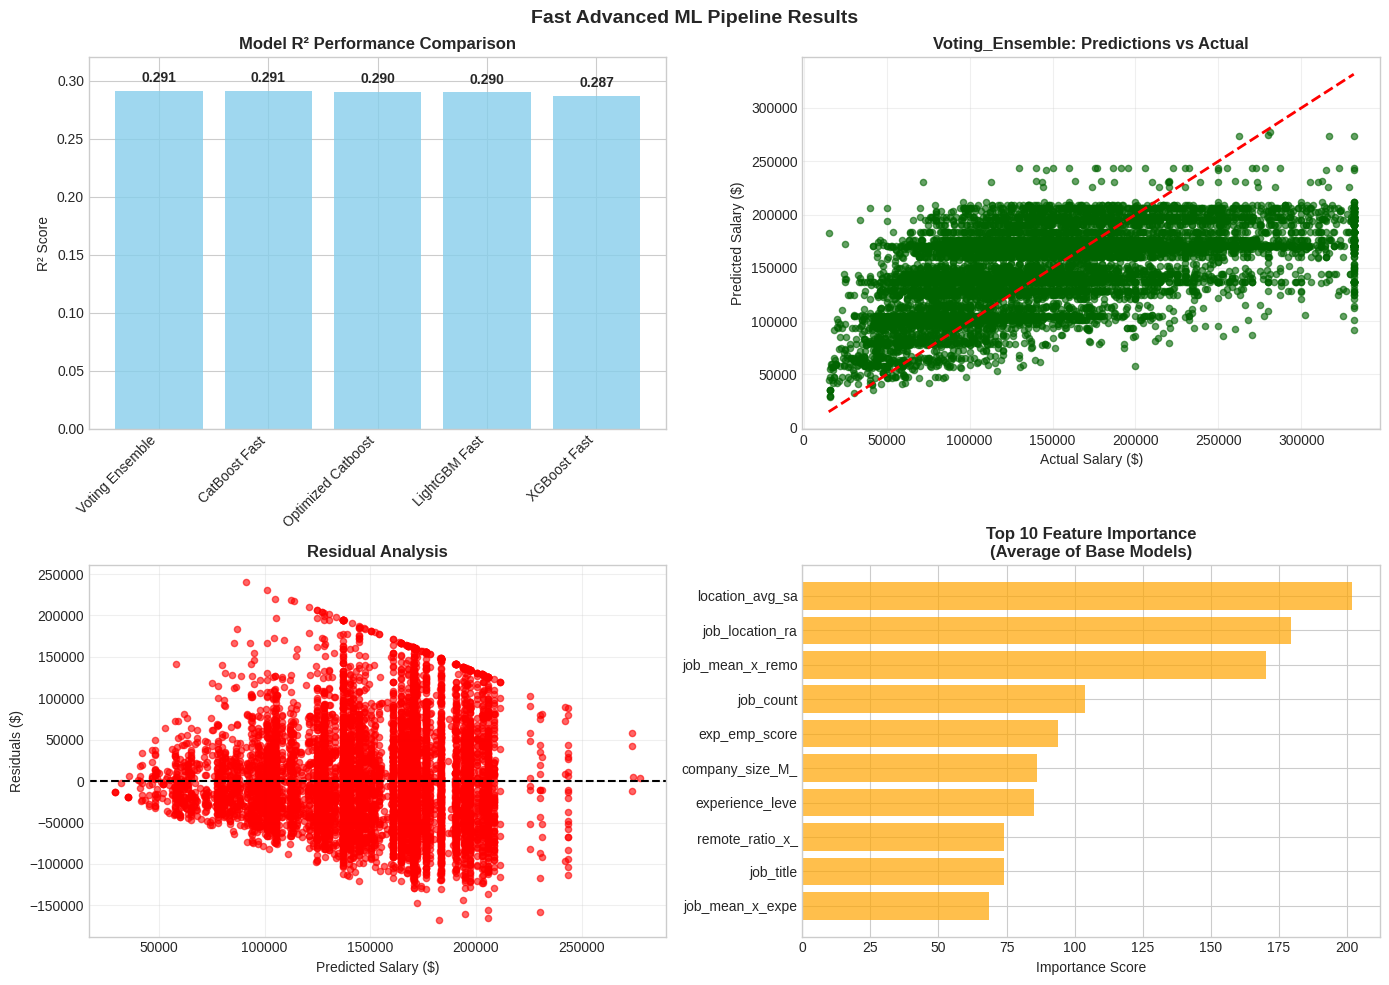 Fast Advanced ML Pipeline Results
Model R² Performance Comparison
0.291
0.291
0.290
0.290
0.287
R² Score
0.30
0.25
0.20
0.15
0.10
0.05
0.00
Voting Ensemble
CatBoost Fast
Optimized Catboost
LightGBM Fast
XGBoost Fast
Voting_Ensemble: Predictions vs Actual
Predicted Salary ($)
300000
250000
200000
150000
100000
50000
0
0
50000
100000
150000
200000
250000
300000
Actual Salary ($)
Residual Analysis
Residuals ($)
250000
200000
150000
100000
50000
0
−50000
−100000
−150000
50000
100000
150000
200000
250000
Predicted Salary ($)
Top 10 Feature Importance
(Average of Base Models)
location_avg_sa
job_location_ra
job_mean_x_remo
job_count
exp_emp_score
company_size_M_
experience_leve
remote_ratio_x_
job_title
job_mean_x_expe
0
25
50
75
100
125
150
175
200
Importance Score